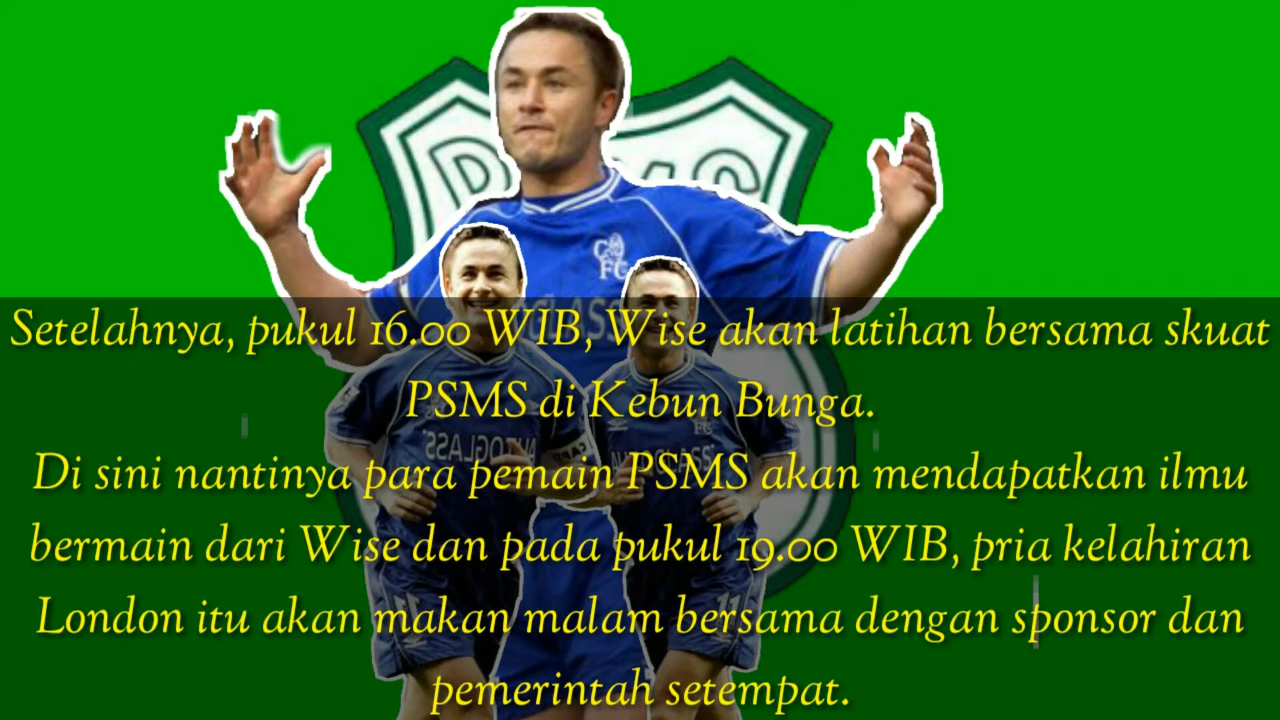 PSMS
CFC
Setelahnya, pukul 16.00 WIB, Wise akan latihan bersama skuat
PSMS di Kebun Bunga.
Di sini nantinya para pemain PSMS akan mendapatkan ilmu
bermain dari Wise dan pada pukul 19.00 WIB, pria kelahiran
London itu akan makan malam bersama dengan sponsor dan
pemerintah setempat.